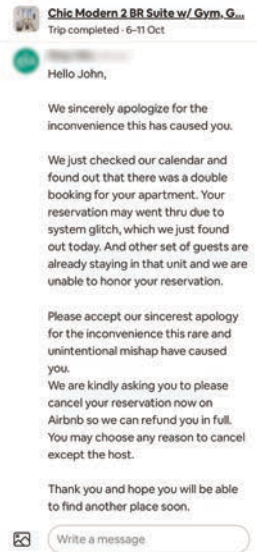 Chic Modern 2 BR Suite w/ Gym, G...
Trip completed · 6–11 Oct
Hello John,
We sincerely apologize for the
inconvenience this has caused you.
We just checked our calendar and
found out that there was a double
booking for your apartment. Your
reservation may went thru due to
system glitch, which we just found
out today. And other set of guests are
already staying in that unit and we are
unable to honor your reservation.
Please accept our sincerest apology
for the inconvenience this rare and
unintentional mishap have caused
you.
We are kindly asking you to please
cancel your reservation now on
Airbnb so we can refund you in full.
You may choose any reason to cancel
except the host.
Thank you and hope you will be able
to find another place soon.
Write a message